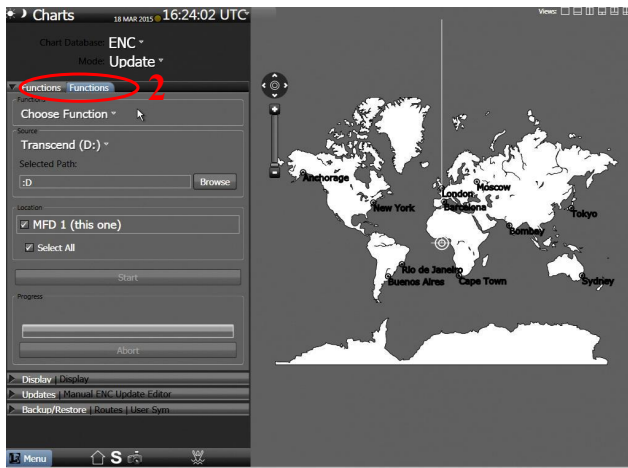 Charts 18 MAR 2015 16:24:02 UTC
Views:
Chart Database: ENC
Mode: Update
Functions Functions
2
Functions
Choose Function
Source
Transcend (D:)
Selected Path:
:D Browse
Location
MFD 1 (this one)
Select All
Start
Progress
Abort
Display | Display
Updates | Manual ENC Update Editor
Backup/Restore | Routes | User Sym
Menu
S
Anchorage
London
Moscow
New York
Barcelona
Tokyo
Bombay
Rio de Janeiro
Buenos Aires
Cape Town
Sydney